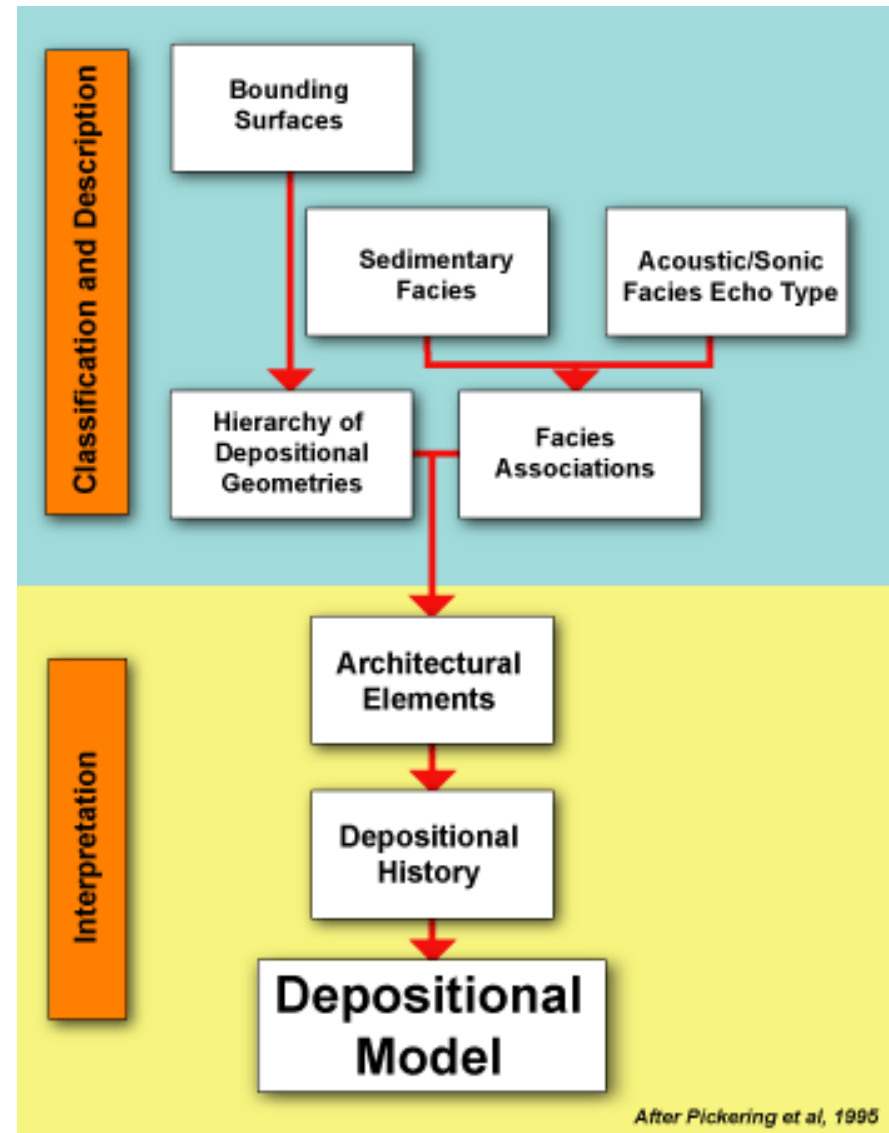 Classification and Description
Bounding
Surfaces
Sedimentary
Facies
Acoustic/Sonic
Facies Echo Type
Hierarchy of
Depositional
Geometries
Facies
Associations
Interpretation
Architectural
Elements
Depositional
History
Depositional
Model
After Pickering et al, 1995